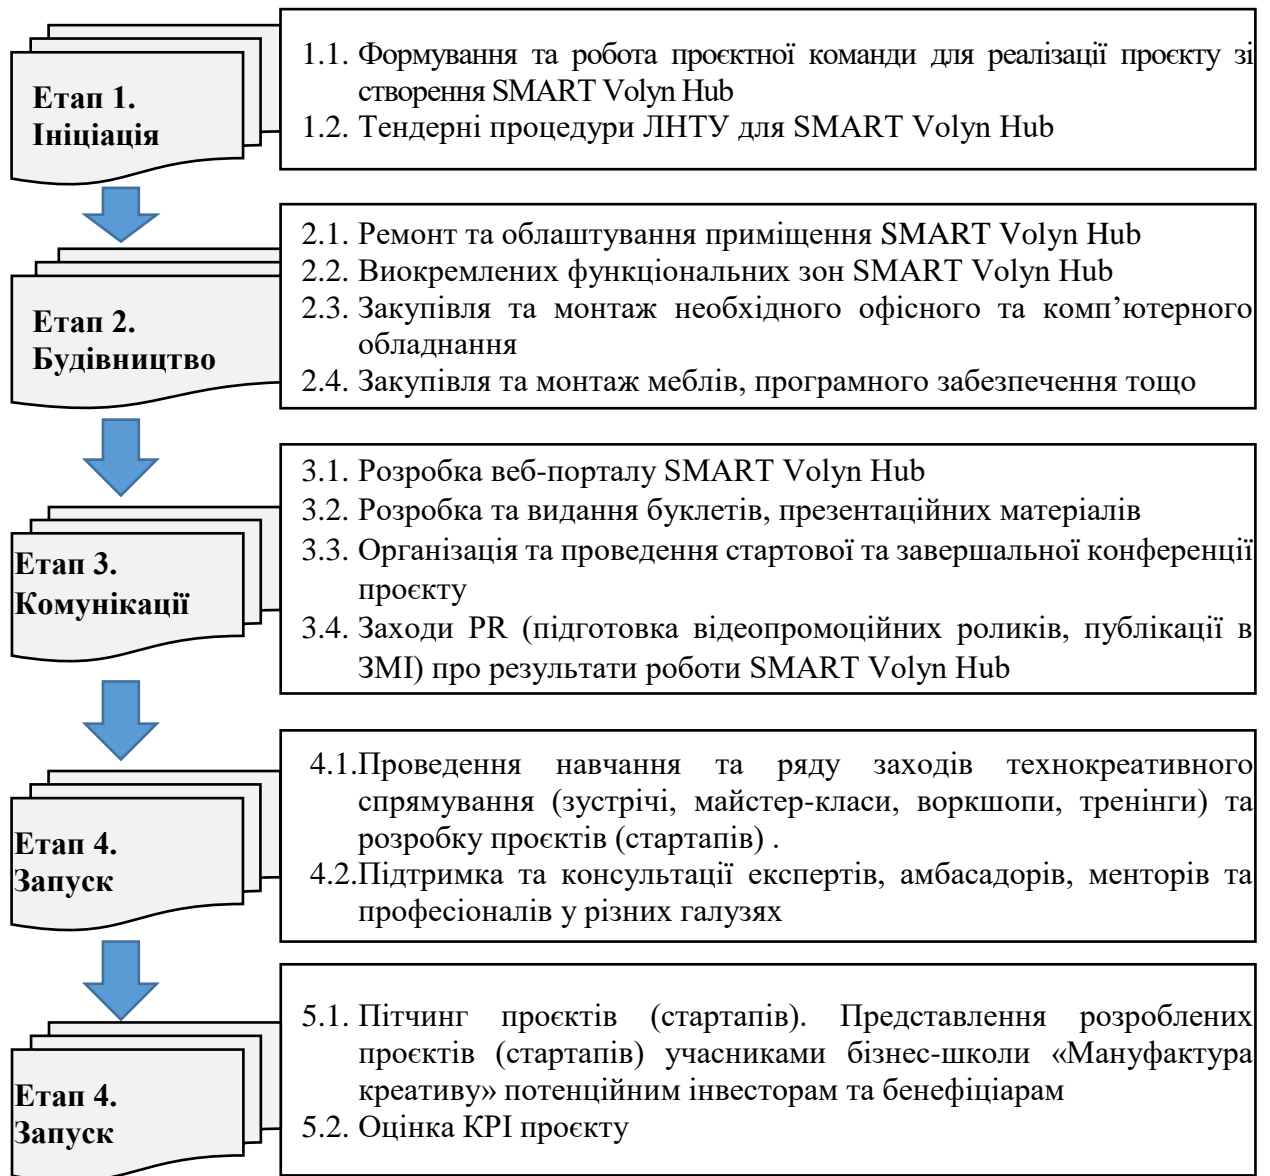 Етап 1.
Ініціація
1.1. Формування та робота проєктної команди для реалізації проєкту зі
створення SMART Volyn Hub
1.2. Тендерні процедури ЛНТУ для SMART Volyn Hub
Етап 2.
Будівництво
2.1. Ремонт та облаштування приміщення SMART Volyn Hub
2.2. Виокремлених функціональних зон SMART Volyn Hub
2.3. Закупівля та монтаж необхідного офісного та комп’ютерного
обладнання
2.4. Закупівля та монтаж меблів, програмного забезпечення тощо
Етап 3.
Комунікації
3.1. Розробка веб-порталу SMART Volyn Hub
3.2. Розробка та видання буклетів, презентаційних матеріалів
3.3. Організація та проведення стартової та завершальної конференції
проєкту
3.4. Заходи PR (підготовка відеопромоційних роликів, публікації в
ЗМІ) про результати роботи SMART Volyn Hub
Етап 4.
Запуск
4.1.Проведення навчання та ряду заходів технокреативного
спрямування (зустрічі, майстер-класи, воркшопи, тренінги) та
розробку проєктів (стартапів) .
4.2.Підтримка та консультації експертів, амбасадорів, менторів та
професіоналів у різних галузях
Етап 4.
Запуск
5.1. Пітчинг проєктів (стартапів). Представлення розроблених
проєктів (стартапів) учасниками бізнес-школи «Мануфактура
креативу» потенційним інвесторам та бенефіціарам
5.2. Оцінка КРІ проєкту